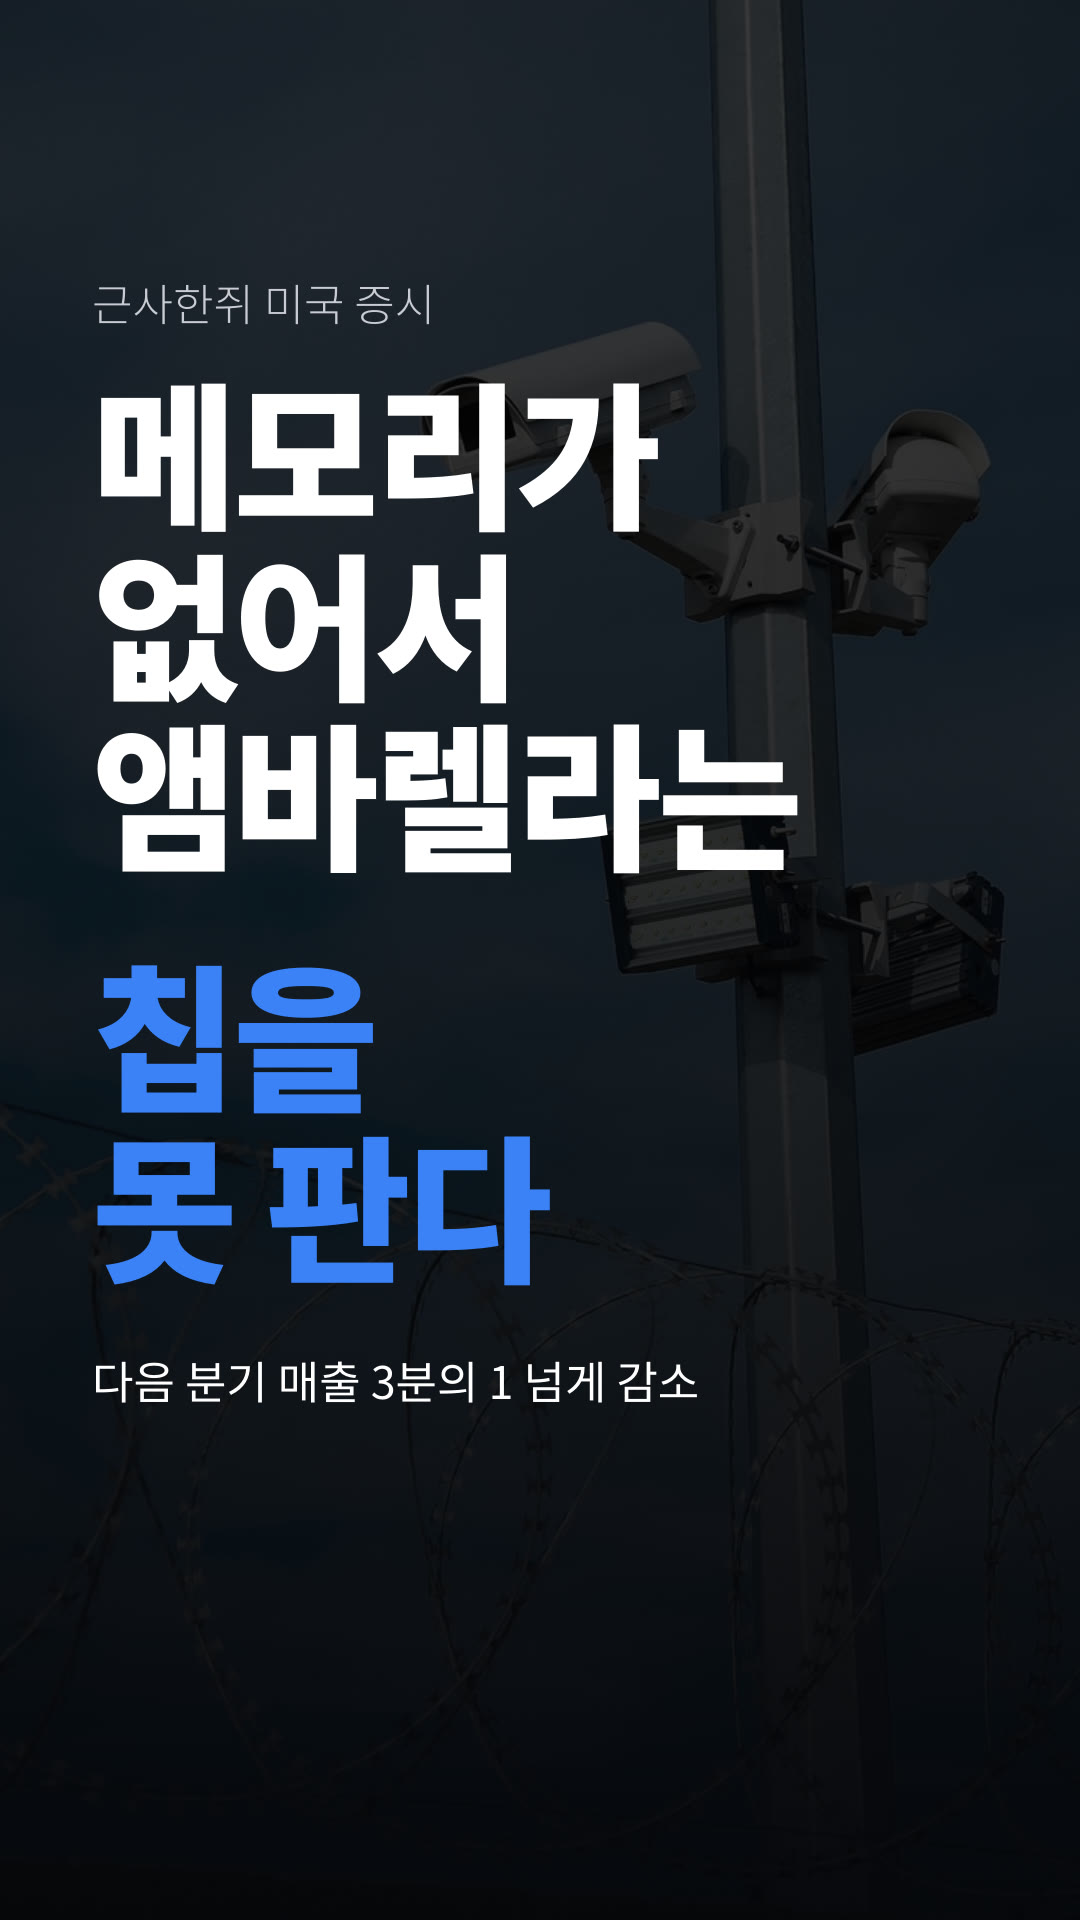 근사한쥐 미국 증시
메모리가
없어서
앰바렐라는
칩을
못 판다
다음 분기 매출 3분의 1 넘게 감소